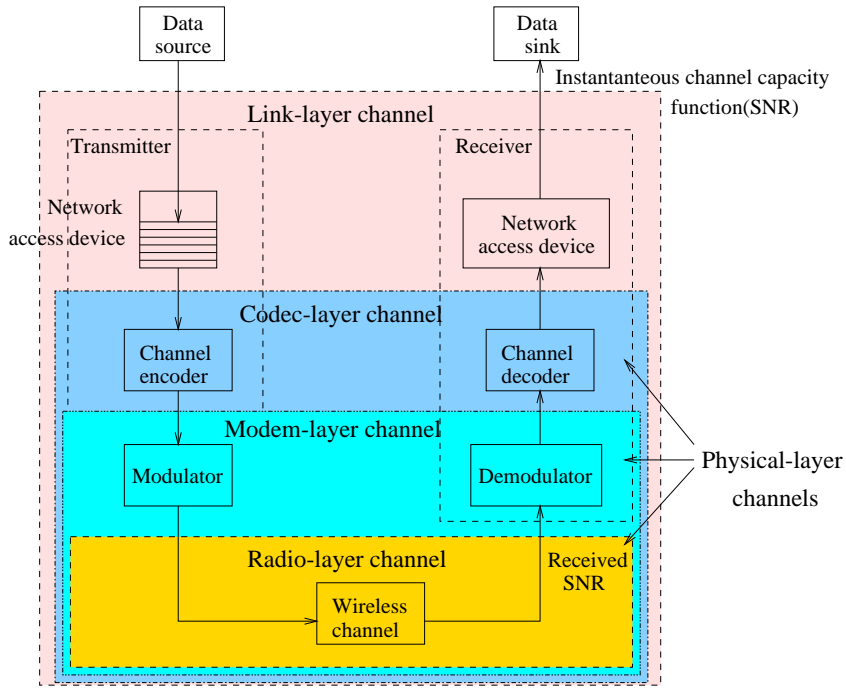 Data
source
Data
sink
Instantanteous channel capacity
function(SNR)
Link-layer channel
Transmitter
Receiver
Network
access device
Network
access device
Codec-layer channel
Channel
encoder
Channel
decoder
Modem-layer channel
Modulator
Demodulator
Physical-layer
channels
Radio-layer channel
Received
SNR
Wireless
channel